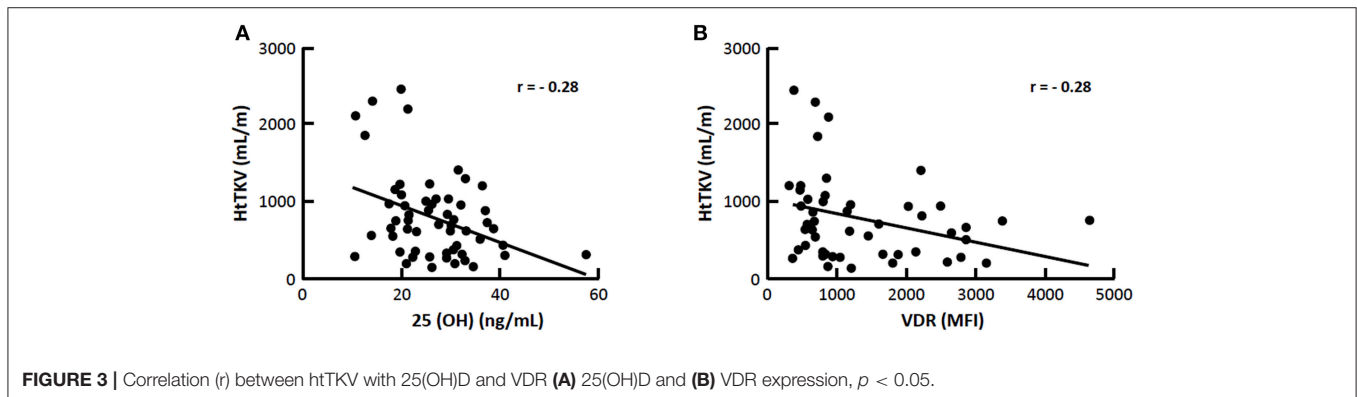 A
3000
2000
1000
0
HtTKV (mL/m)
r = - 0.28
0 20 40 60
25 (OH) (ng/mL)
B
3000
2000
1000
0
HtTKV (mL/m)
r = - 0.28
0 1000 2000 3000 4000 5000
VDR (MFI)
FIGURE 3 | Correlation (r) between htTKV with 25(OH)D and VDR (A) 25(OH)D and (B) VDR expression, p < 0.05.